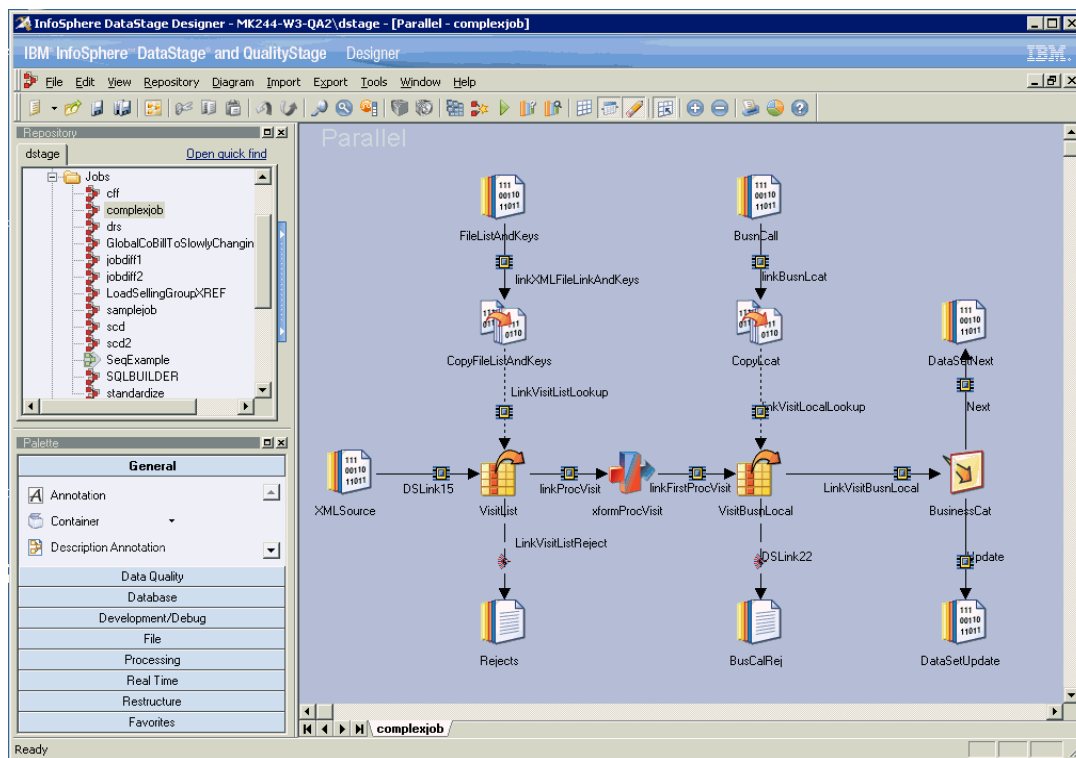 InfoSphere DataStage Designer - MK244-W3-QA2\dstage - [Parallel - complexjob]
IBM® InfoSphere™ DataStage® and QualityStage Designer
IBM.
File Edit View Repository Diagram Import Export Tools Window Help
Repository
dstage
Open quick find
Jobs
cff
complexjob
drs
GlobalCoBillToSlowlyChangin
jobdiff1
jobdiff2
LoadSellingGroupXREF
samplejob
scd
scd2
SeqExample
SQLBUILDER
standardize
Palette
General
Annotation
Container
Description Annotation
Data Quality
Database
Development/Debug
File
Processing
Real Time
Restructure
Favorites
Parallel
FileListAndKeys
BusnCall
linkXMLFileLinkAndKeys
linkBusnLcat
CopyFileListAndKeys
CopyLcat
DataSetNext
LinkVisitListLookup
linkVisitLocalLookup
Next
DSLink15
linkProcVisit
linkFirstProcVisit
LinkVisitBusnLocal
XMLSource
VisitList
xformProcVisit
VisitBusnLocal
BusinessCat
LinkVisitListReject
DSLink22
Update
Rejects
BusCalRej
DataSetUpdate
complexjob
Ready